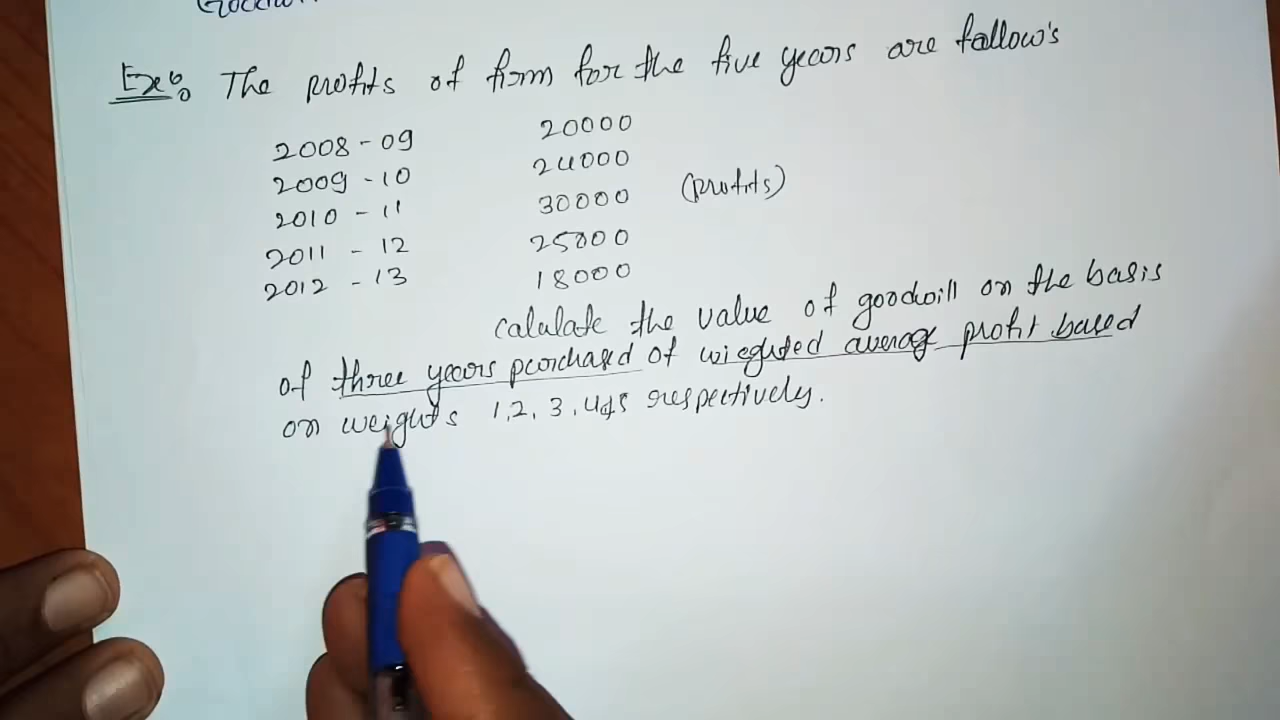 Ex: The profits of firm for the five years are follow's
2008 - 09 20000
2009 - 10 24000
2010 - 11 30000 (profits)
2011 - 12 25000
2012 - 13 18000
calulate the value of goodwill on the basis
of three years purchased of wieghted average profit based
on weights 1, 2, 3, 4 & 5 respectively.